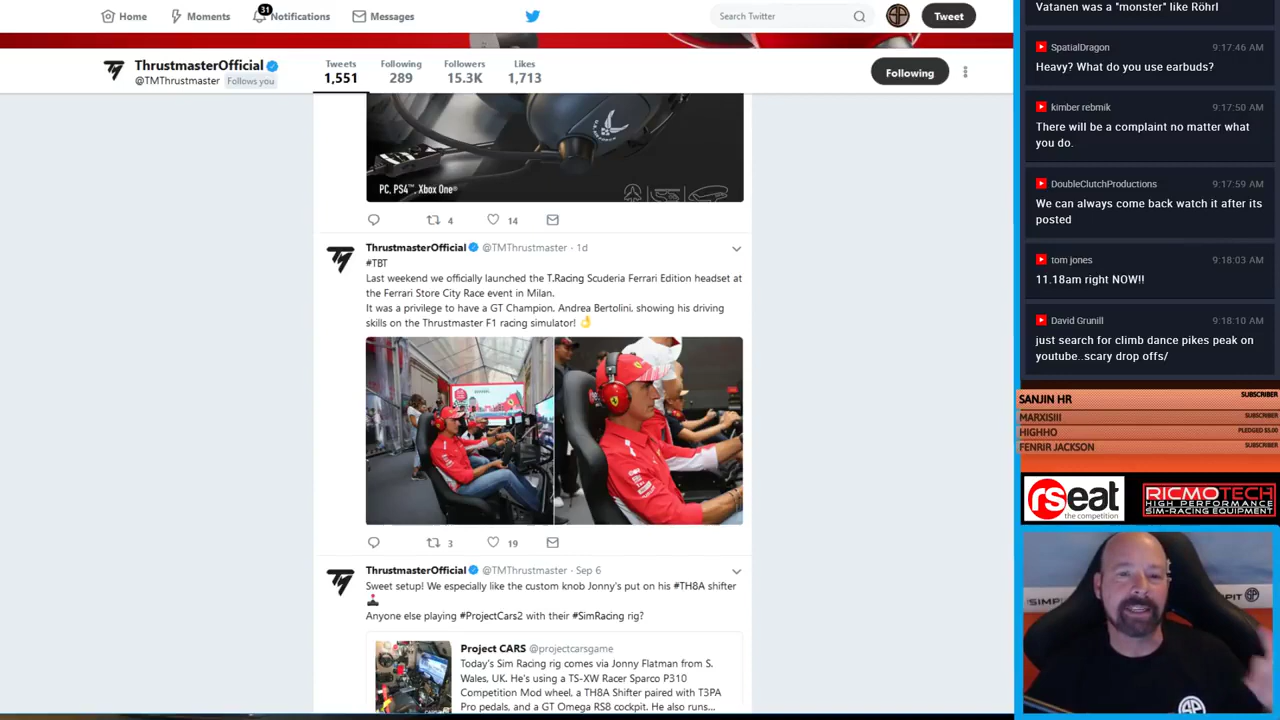 Home
Moments
31
Notifications
Messages
Search Twitter
Tweet
ThrustmasterOfficial
@TMThrustmaster Follows you
Tweets
1,551
Following
289
Followers
15.3K
Likes
1,713
Following
PC, PS4™, Xbox One®
4
14
ThrustmasterOfficial @TMThrustmaster · 1d
#TBT
Last weekend we officially launched the T.Racing Scuderia Ferrari Edition headset at
the Ferrari Store City Race event in Milan.
It was a privilege to have a GT Champion, Andrea Bertolini, showing his driving
skills on the Thrustmaster F1 racing simulator! 👌
3
19
ThrustmasterOfficial @TMThrustmaster · Sep 6
Sweet setup! We especially like the custom knob Jonny's put on his #TH8A shifter
🕹️
Anyone else playing #ProjectCars2 with their #SimRacing rig?
Project CARS @projectcarsgame
Today's Sim Racing rig comes via Jonny Flatman from S.
Wales, UK. He's using a TS-XW Racer Sparco P310
Competition Mod wheel, a TH8A Shifter paired with T3PA
Pro pedals, and a GT Omega RS8 cockpit. He also runs...
Vatanen was a "monster" like Röhrl
SpatialDragon 9:17:46 AM
Heavy? What do you use earbuds?
kimber rebmik 9:17:50 AM
There will be a complaint no matter what
you do.
DoubleClutchProductions 9:17:59 AM
We can always come back watch it after its
posted
tom jones 9:18:03 AM
11.18am right NOW!!
David Grunill 9:18:10 AM
just search for climb dance pikes peak on
youtube..scary drop offs/
SANJIN HR SUBSCRIBER
MARXISIII SUBSCRIBER
HIGHHO PLEDGED $5.00
FENRIR JACKSON SUBSCRIBER
rseat
the competition
RICMOTECH
HIGH PERFORMANCE
SIM-RACING EQUIPMENT